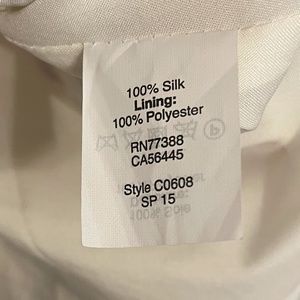 100% Silk
Lining:
100% Polyester
RN77388
CA56445
Style C0608
SP 15